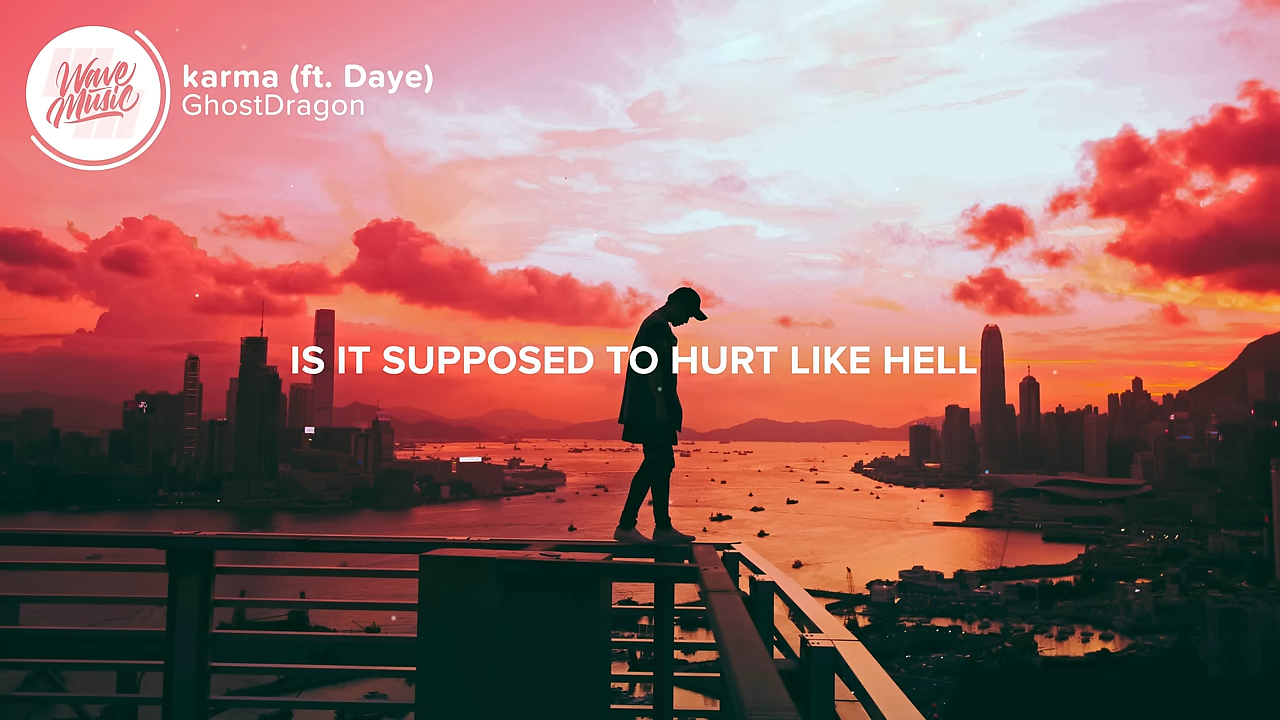 Wave
Music
karma (ft. Daye)
GhostDragon
IS IT SUPPOSED TO HURT LIKE HELL